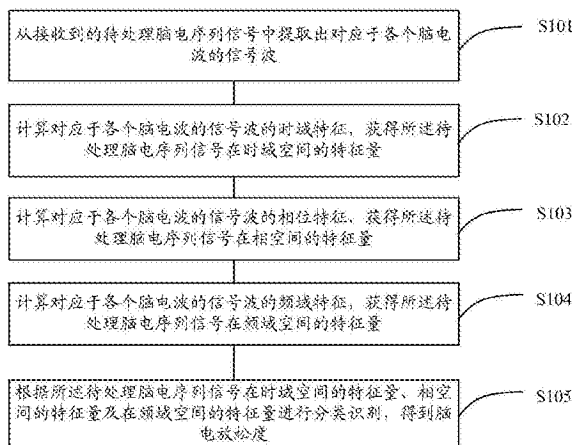 从接收到的待处理脑电序列信号中提取出对应于各个脑电
波的信号波
S101
计算对应于各个脑电波的信号波的时域特征，获得所述待
处理脑电序列信号在时域空间的特征量
S102
计算对应于各个脑电波的信号波的相位特征，获得所述待
处理脑电序列信号在相空间的特征量
S103
计算对应于各个脑电波的信号波的频域特征，获得所述待
处理脑电序列信号在频域空间的特征量
S104
根据所述待处理脑电序列信号在时域空间的特征量、相空
间的特征量及在频域空间的特征量进行分类识别，得到脑
电放松度
S105